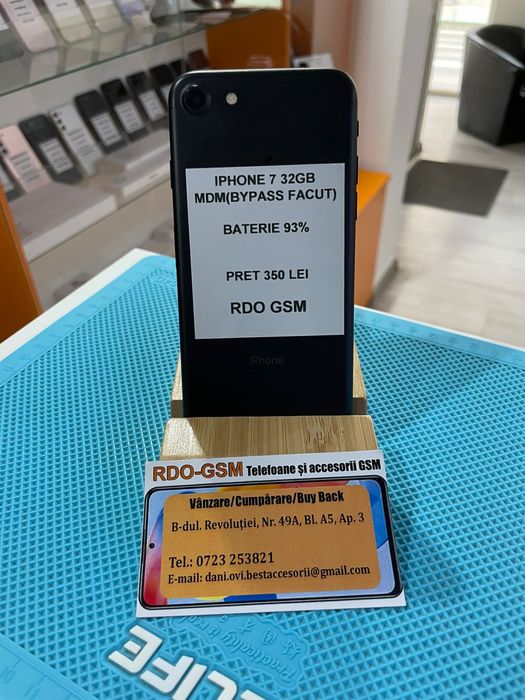 IPHONE 7 32GB
MDM(BYPASS FACUT)
BATERIE 93%
PRET 350 LEI
RDO GSM
iPhone
RDO-GSM Telefoane și accesorii GSM
Vânzare/Cumpărare/Buy Back
B-dul. Revoluției, Nr. 49A, Bl. A5, Ap. 3
Tel.: 0723 253821
E-mail: dani.ovi.bestaccesorii@gmail.com
LIFE